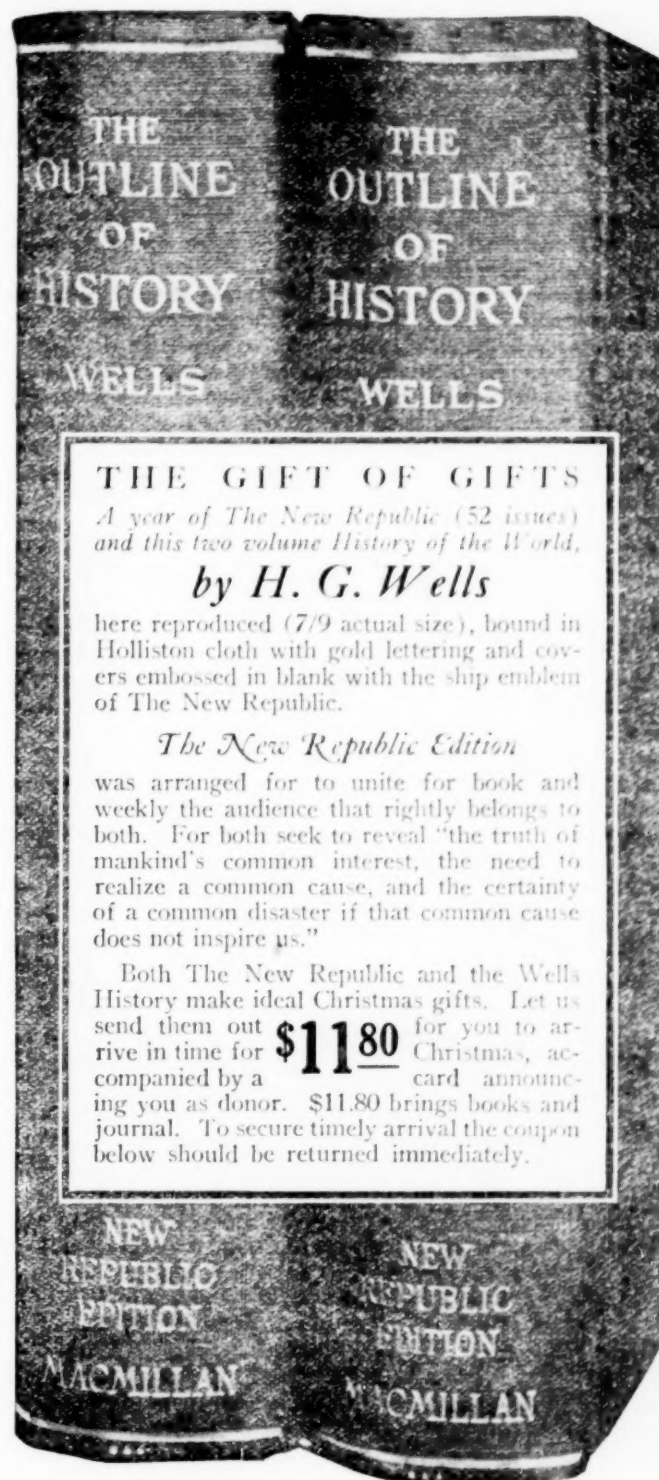 THE
OUTLINE
OF
HISTORY
WELLS
THE
OUTLINE
OF
HISTORY
WELLS
THE GIFT OF GIFTS
A year of The New Republic (52 issues)
and this two volume History of the World,
by H. G. Wells
here reproduced (7/9 actual size), bound in
Holliston cloth with gold lettering and cov-
ers embossed in blank with the ship emblem
of The New Republic.
The New Republic Edition
was arranged for to unite for book and
weekly the audience that rightly belongs to
both. For both seek to reveal "the truth of
mankind's common interest, the need to
realize a common cause, and the certainty
of a common disaster if that common cause
does not inspire us."
Both The New Republic and the Wells
History make ideal Christmas gifts. Let us
send them out $11.80 for you to ar-
rive in time for Christmas, ac-
companied by a card announc-
ing you as donor. $11.80 brings books and
journal. To secure timely arrival the coupon
below should be returned immediately.
NEW
REPUBLIC
EDITION
MACMILLAN
NEW
REPUBLIC
EDITION
MACMILLAN